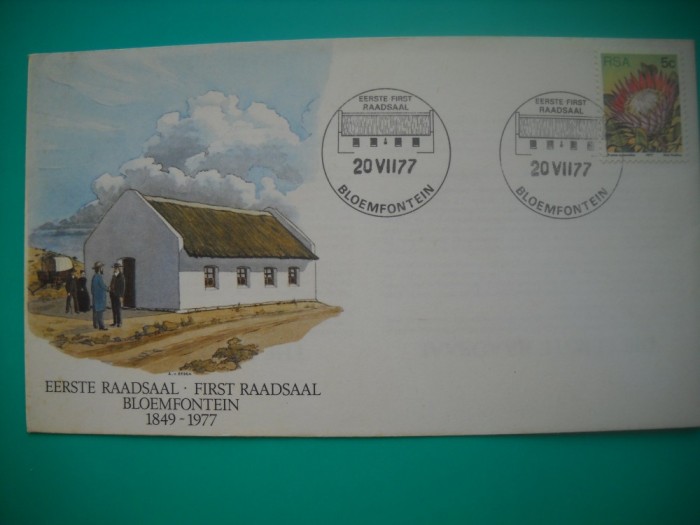 EERSTE FIRST
RAADSAAL
20 VII 77
BLOEMFONTEIN
EERSTE FIRST
RAADSAAL
20 VII 77
BLOEMFONTEIN
RSA 5c
EERSTE RAADSAAL · FIRST RAADSAAL
BLOEMFONTEIN
1849 - 1977